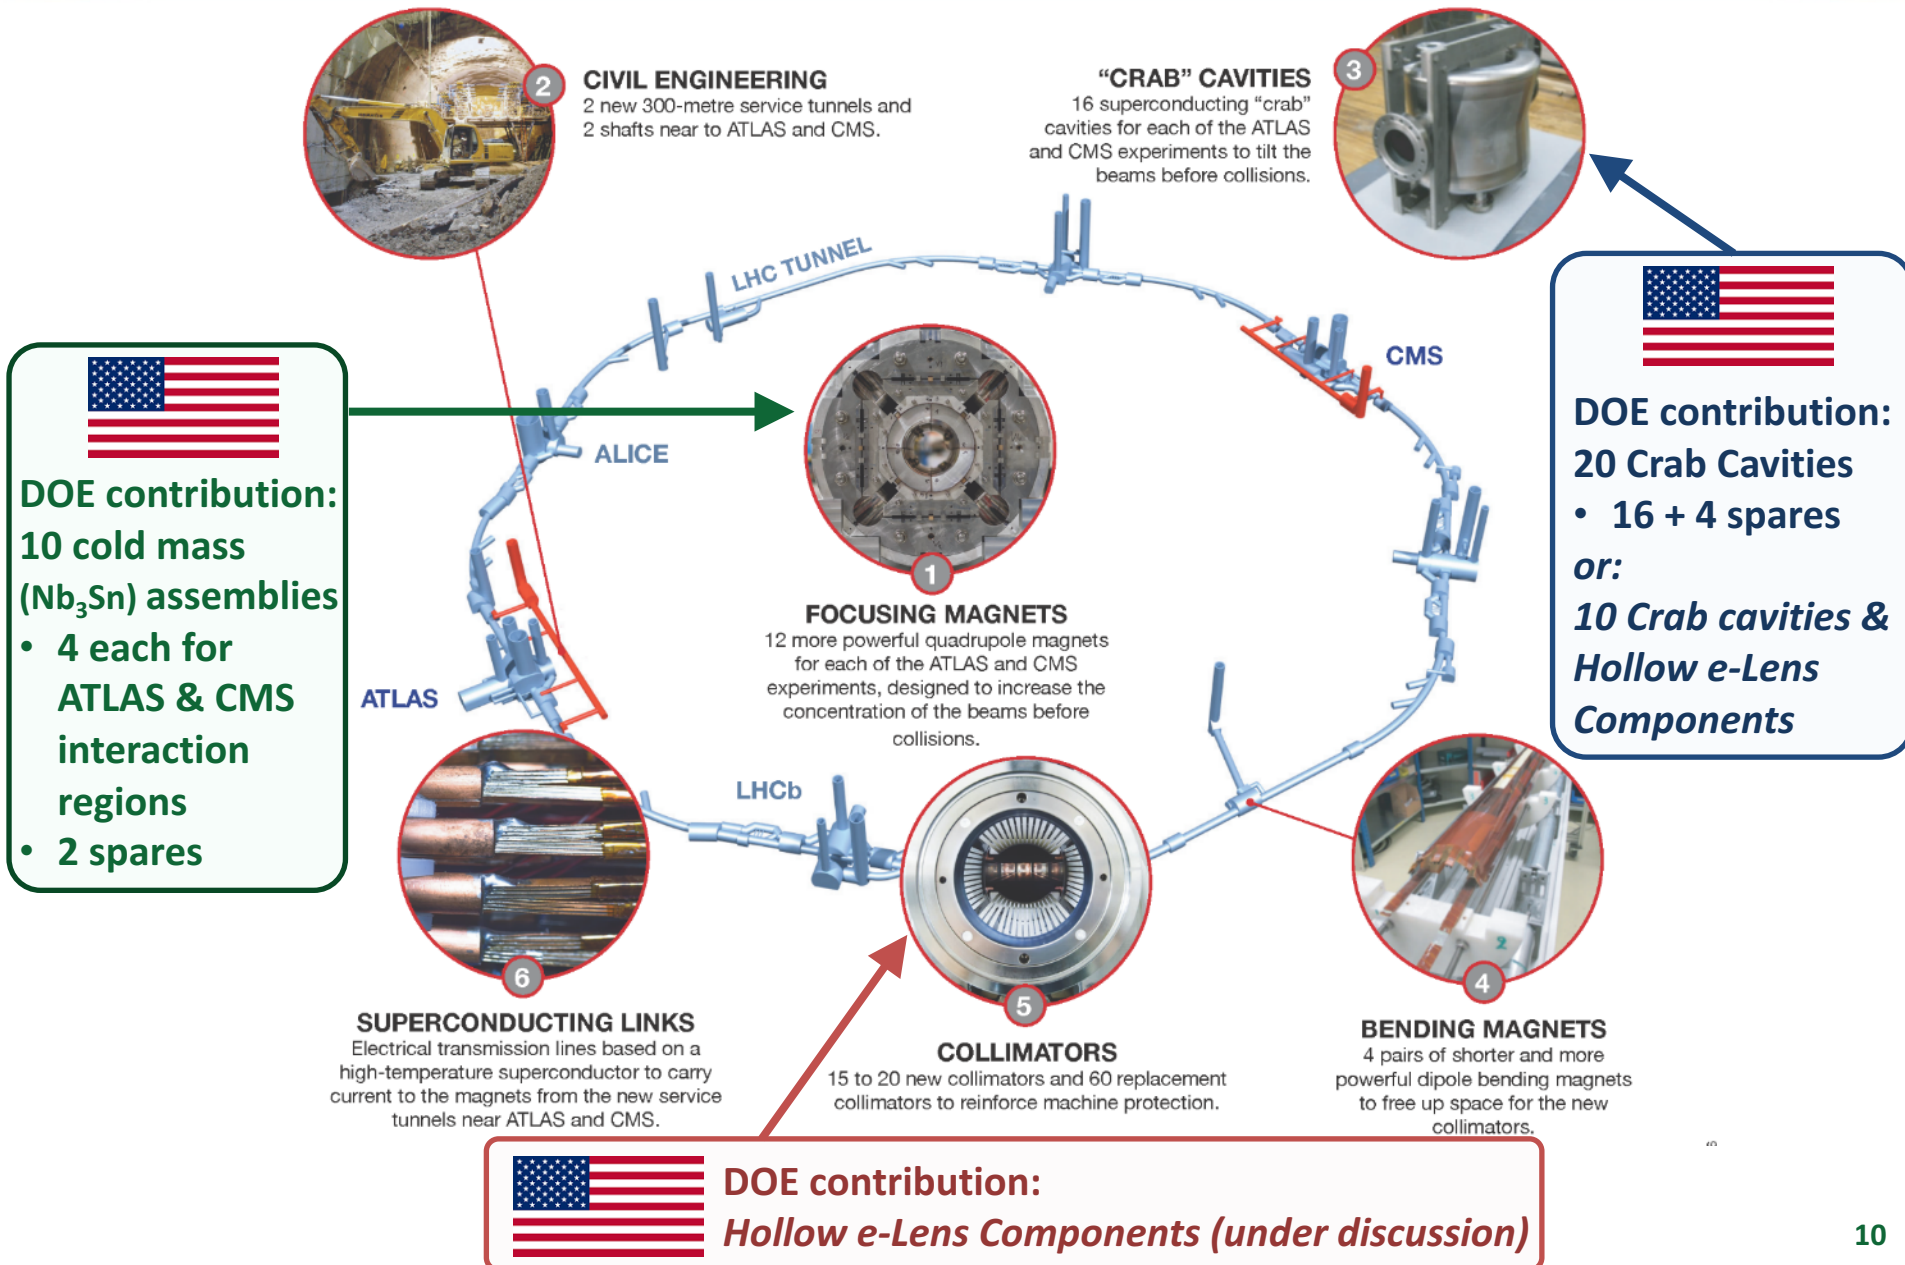 2
CIVIL ENGINEERING
2 new 300-metre service tunnels and
2 shafts near to ATLAS and CMS.
“CRAB” CAVITIES
16 superconducting “crab”
cavities for each of the ATLAS
and CMS experiments to tilt the
beams before collisions.
3
LHC TUNNEL
CMS
ALICE
ATLAS
LHCb
DOE contribution:
10 cold mass
(Nb₃Sn) assemblies
• 4 each for
ATLAS & CMS
interaction
regions
• 2 spares
1
FOCUSING MAGNETS
12 more powerful quadrupole magnets
for each of the ATLAS and CMS
experiments, designed to increase the
concentration of the beams before
collisions.
DOE contribution:
20 Crab Cavities
• 16 + 4 spares
or:
10 Crab cavities &
Hollow e-Lens
Components
6
SUPERCONDUCTING LINKS
Electrical transmission lines based on a
high-temperature superconductor to carry
current to the magnets from the new service
tunnels near ATLAS and CMS.
5
COLLIMATORS
15 to 20 new collimators and 60 replacement
collimators to reinforce machine protection.
2
4
BENDING MAGNETS
4 pairs of shorter and more
powerful dipole bending magnets
to free up space for the new
collimators.
DOE contribution:
Hollow e-Lens Components (under discussion)
10